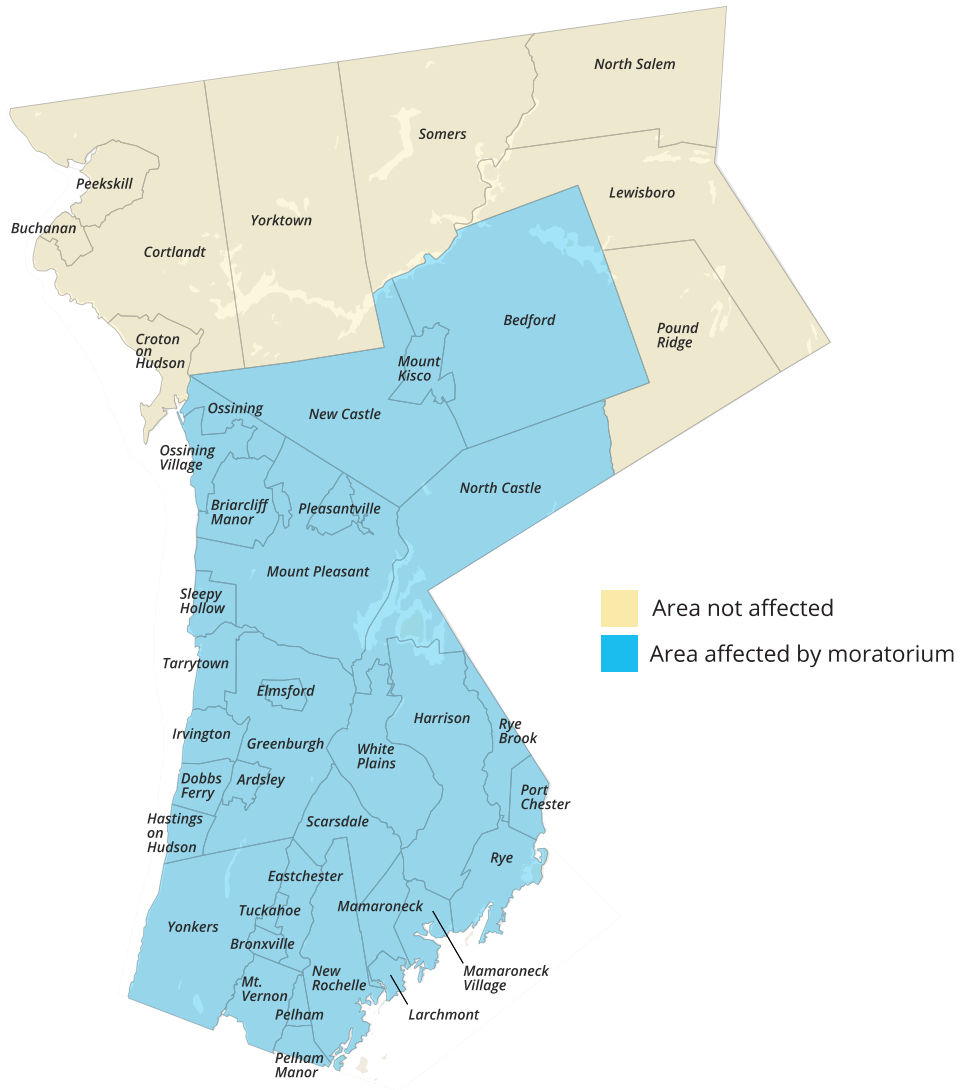 North Salem
Somers
Peekskill
Lewisboro
Yorktown
Buchanan
Cortlandt
Bedford
Pound
Ridge
Croton
on
Hudson
Mount
Kisco
Ossining
New Castle
Ossining
Village
North Castle
Briarcliff
Manor
Pleasantville
Mount Pleasant
Sleepy
Hollow
Area not affected
Area affected by moratorium
Tarrytown
Elmsford
Harrison
Rye
Brook
Irvington
Greenburgh
White
Plains
Dobbs
Ferry
Ardsley
Port
Chester
Hastings
on
Hudson
Scarsdale
Rye
Eastchester
Mamaroneck
Tuckahoe
Yonkers
Bronxville
Mamaroneck
Village
New
Rochelle
Mt.
Vernon
Pelham
Larchmont
Pelham
Manor